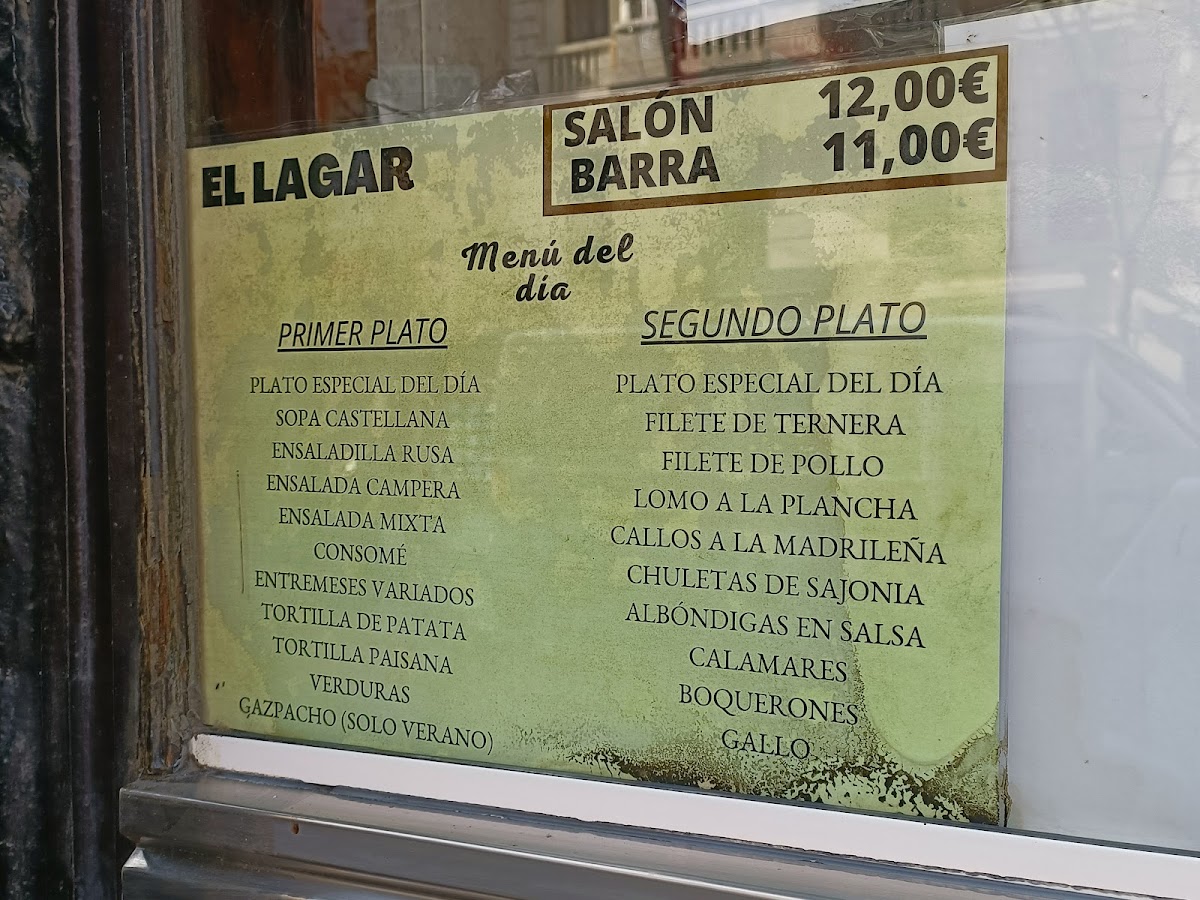 EL LAGAR
SALÓN 12,00€
BARRA 11,00€
Menú del
día
PRIMER PLATO
PLATO ESPECIAL DEL DÍA
SOPA CASTELLANA
ENSALADILLA RUSA
ENSALADA CAMPERA
ENSALADA MIXTA
CONSOMÉ
ENTREMESES VARIADOS
TORTILLA DE PATATA
TORTILLA PAISANA
VERDURAS
GAZPACHO (SOLO VERANO)
SEGUNDO PLATO
PLATO ESPECIAL DEL DÍA
FILETE DE TERNERA
FILETE DE POLLO
LOMO A LA PLANCHA
CALLOS A LA MADRILEÑA
CHULETAS DE SAJONIA
ALBÓNDIGAS EN SALSA
CALAMARES
BOQUERONES
GALLO